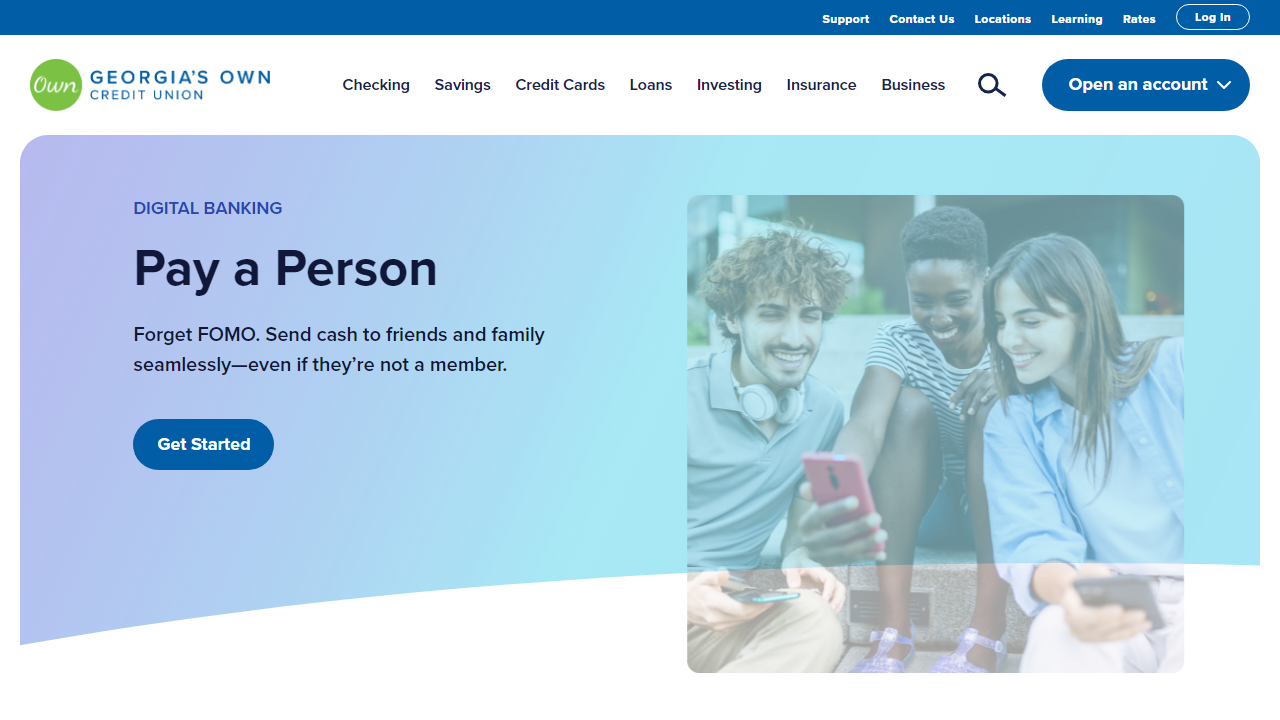 Support Contact Us Locations Learning Rates Log In
Own GEORGIA'S OWN
CREDIT UNION
Checking Savings Credit Cards Loans Investing Insurance Business Open an account
DIGITAL BANKING
Pay a Person
Forget FOMO. Send cash to friends and family
seamlessly—even if they're not a member.
Get Started